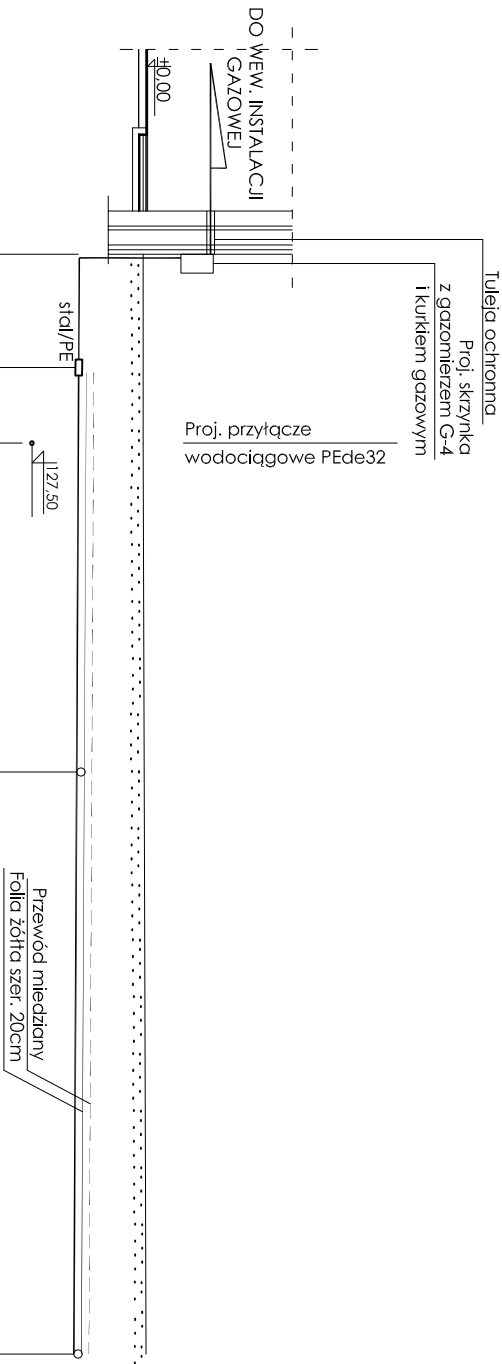 Tuleja ochronna
Proj. skrzynka
z gazomierzem G-4
i kurkiem gazowym
DO WEW. INSTALACJI
GAZOWEJ
±0,00
Proj. przyłącze
wodociągowe PEde32
stal/PE
127,50
Przewód miedziany
Folia żółta szer. 20cm